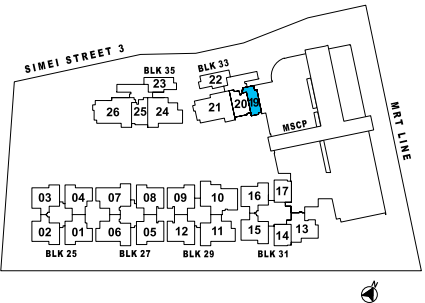 SIMEI STREET 3
BLK 33
BLK 35
22
23
26
25
24
21
20
19
MSCP
MRT LINE
03
04
07
08
09
10
16
17
02
01
06
05
12
11
15
14
13
BLK 25
BLK 27
BLK 29
BLK 31
N